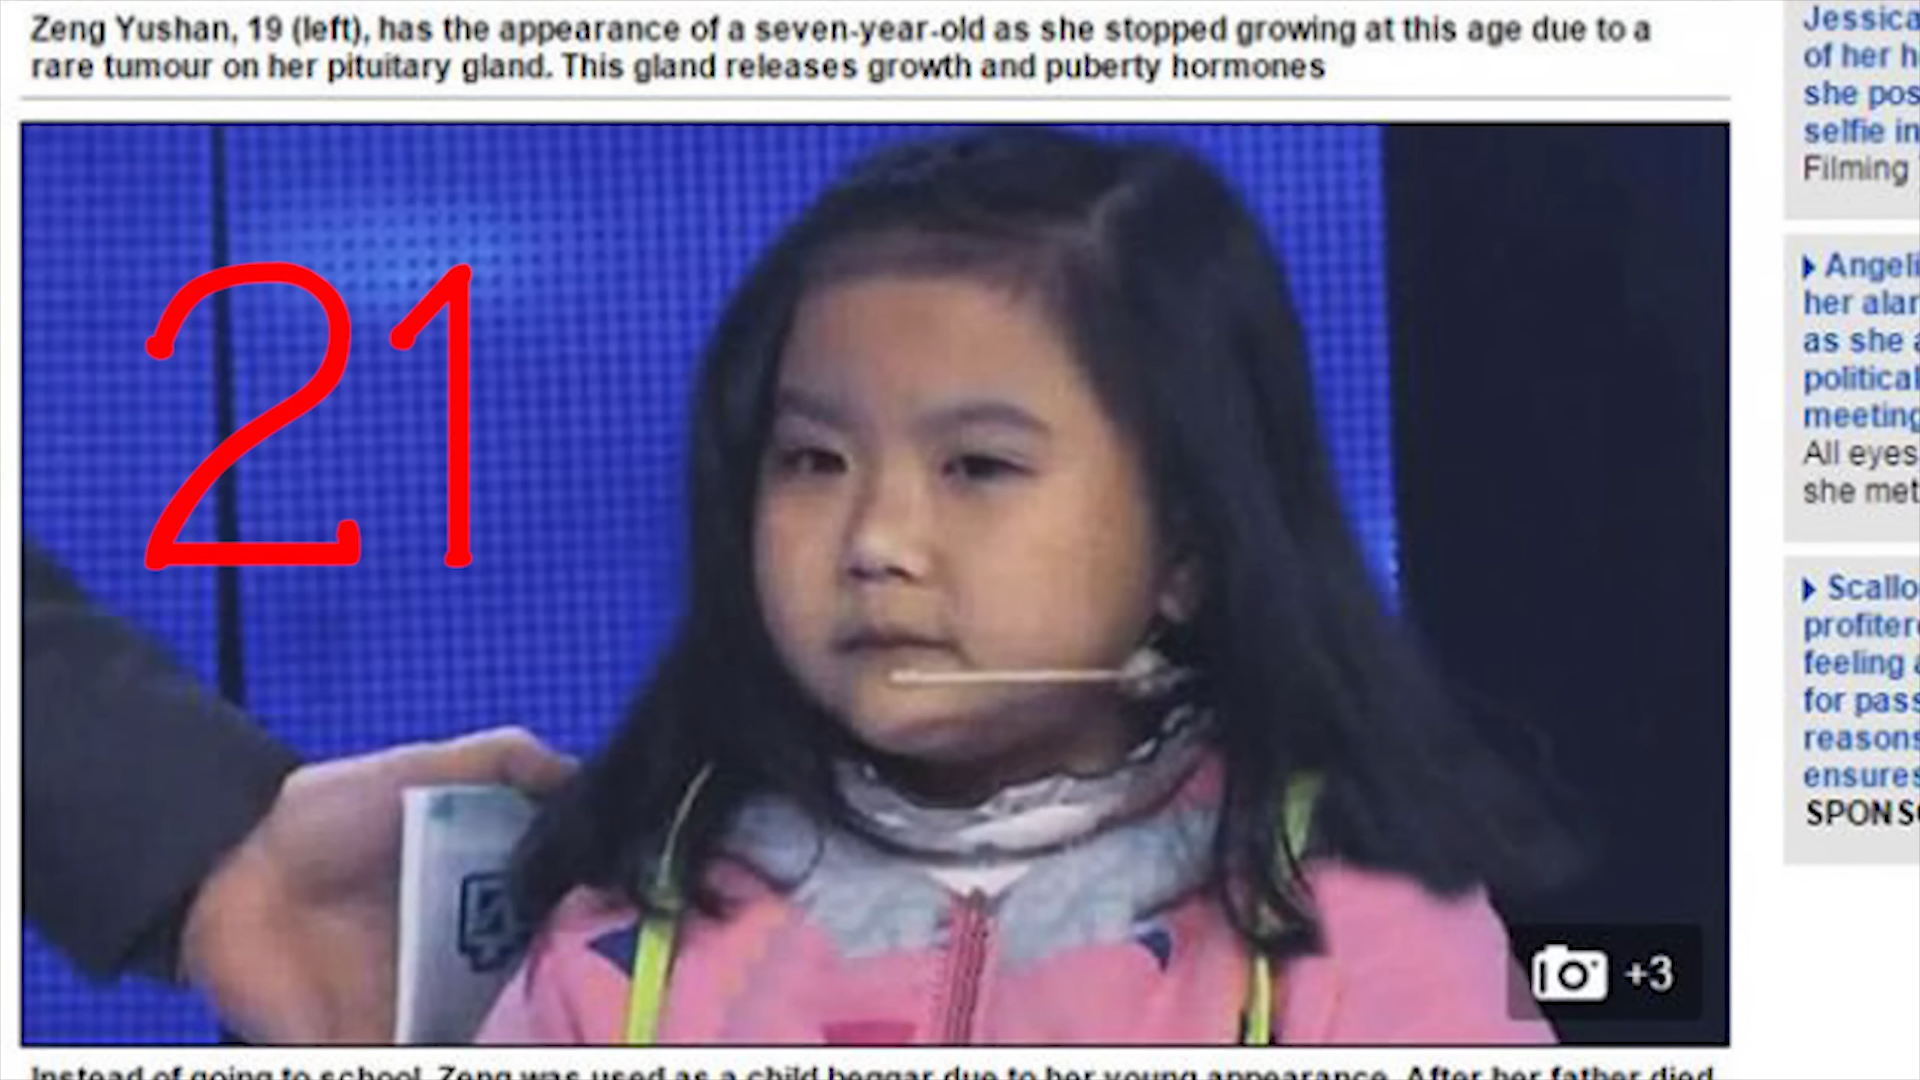 Zeng Yushan, 19 (left), has the appearance of a seven-year-old as she stopped growing at this age due to a
rare tumour on her pituitary gland. This gland releases growth and puberty hormones
21
+3
Instead of going to school, Zeng was used as a child beggar due to her young appearance. After her father died
Jessica
of her
she
selfie in
Filming
Angeli
her
as she
political
meeting
All eyes
she met
feeling
for
reasons
ensures